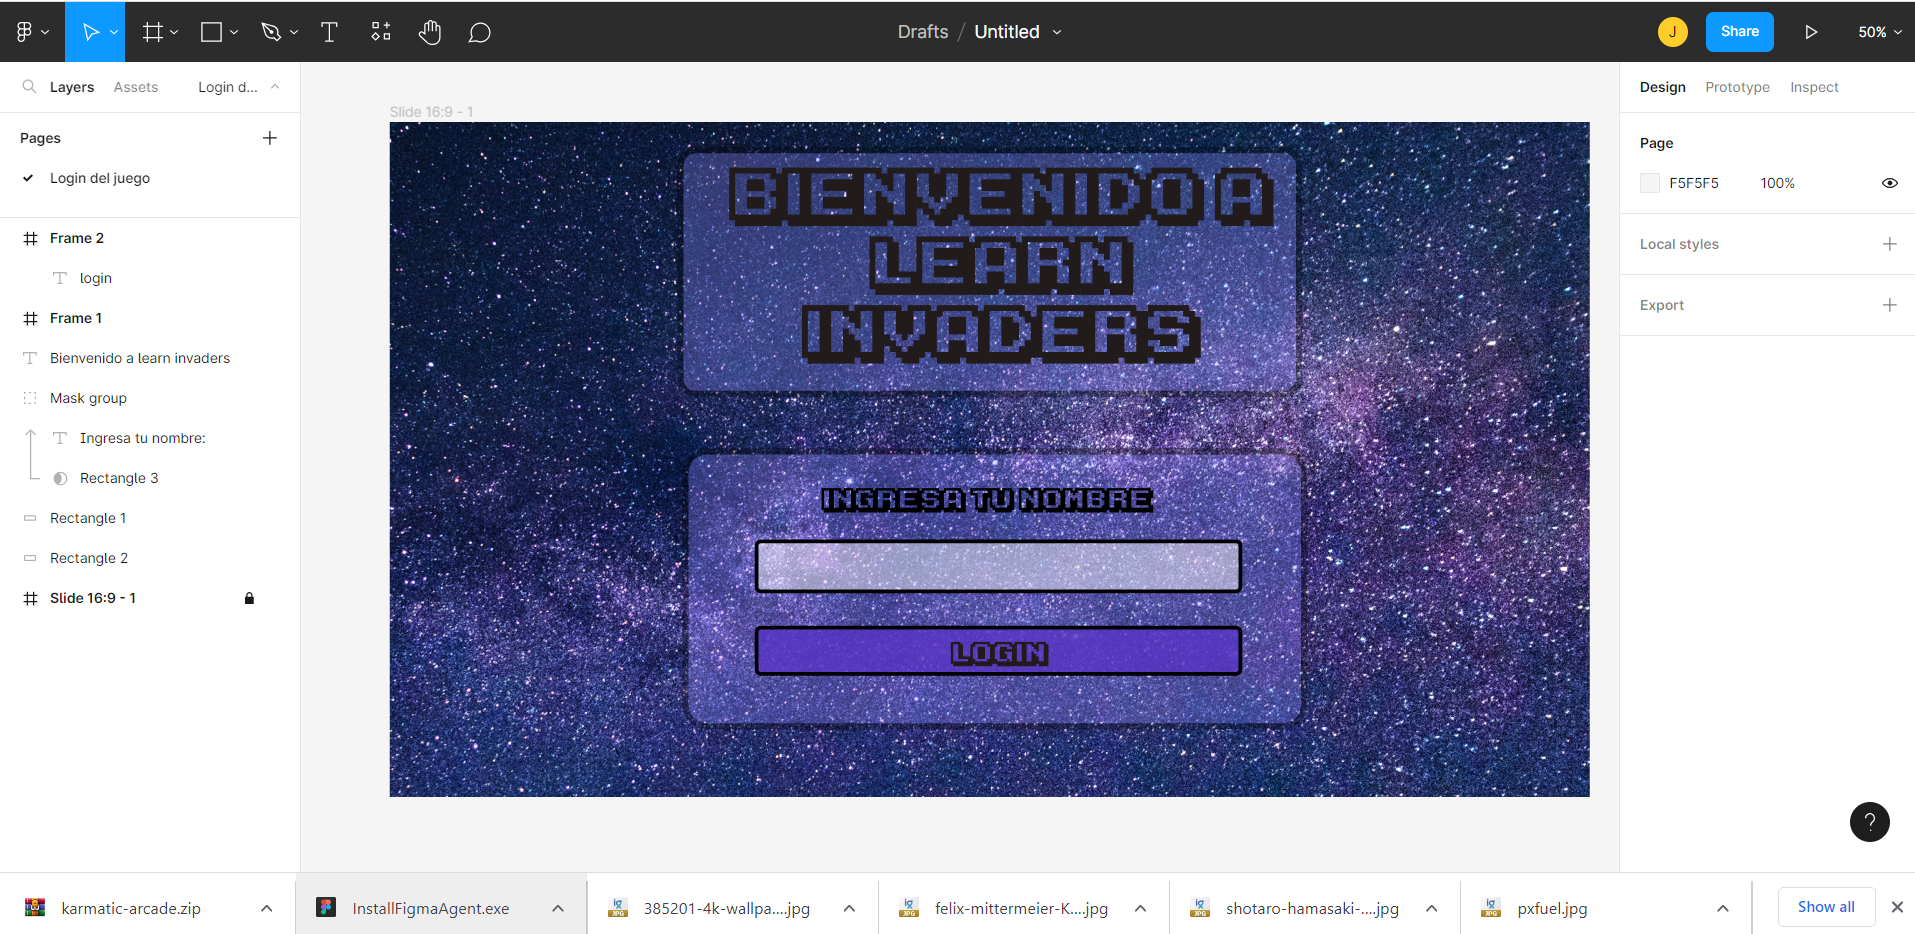 Drafts / Untitled
J
Share
50%
Layers
Assets
Login d...
Design
Prototype
Inspect
Pages
Login del juego
Frame 2
login
Frame 1
Bienvenido a learn invaders
Mask group
Ingresa tu nombre:
Rectangle 3
Rectangle 1
Rectangle 2
Slide 16:9 - 1
Slide 16:9 - 1
BIENVENIDO A
LEARN
INVADERS
INGRESA TU NOMBRE
LOGIN
Page
F5F5F5
100%
Local styles
Export
?
karmatic-arcade.zip
InstallFigmaAgent.exe
385201-4k-wallpa....jpg
felix-mittermeier-K....jpg
shotaro-hamasaki-....jpg
pxfuel.jpg
Show all